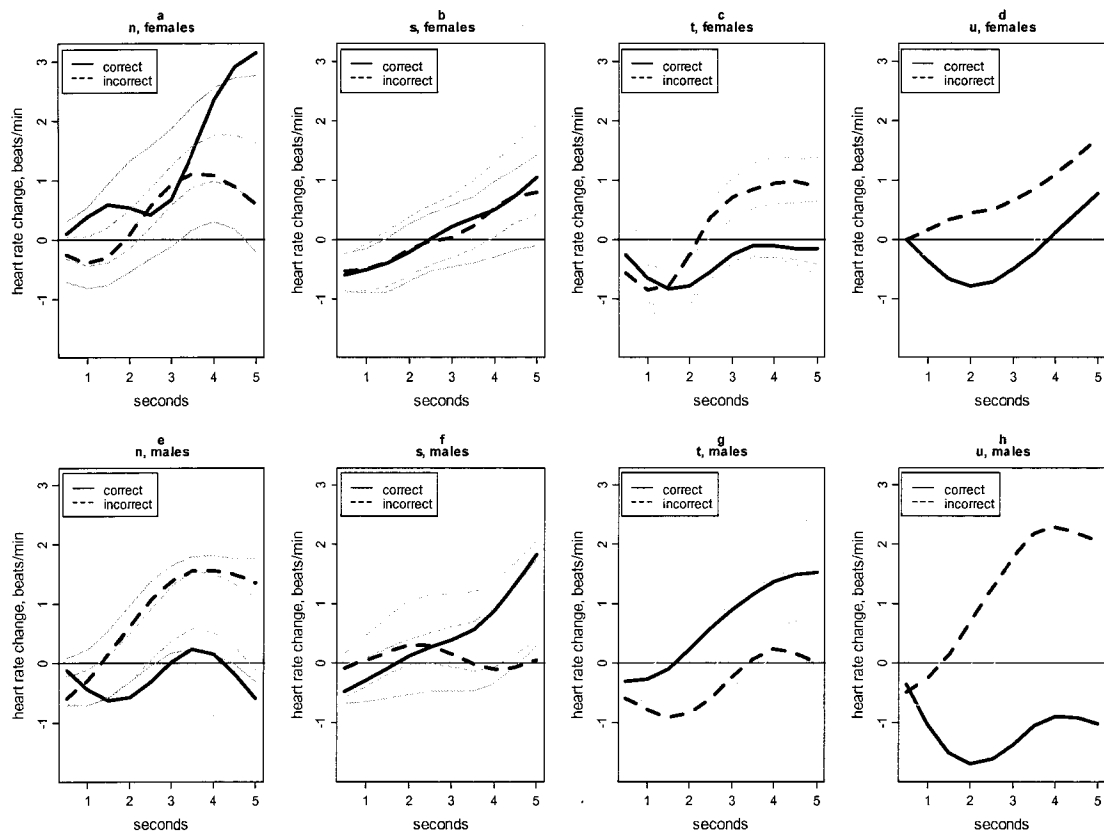 a
n, females
3
2
1
0
-1
heart rate change, beats/min
correct
incorrect
1 2 3 4 5
seconds
b
s, females
3
2
1
0
-1
heart rate change, beats/min
correct
incorrect
1 2 3 4 5
seconds
c
t, females
3
2
1
0
-1
heart rate change, beats/min
correct
incorrect
1 2 3 4 5
seconds
d
u, females
3
2
1
0
-1
heart rate change, beats/min
correct
incorrect
1 2 3 4 5
seconds
e
n, males
3
2
1
0
-1
heart rate change, beats/min
correct
incorrect
1 2 3 4 5
seconds
f
s, males
3
2
1
0
-1
heart rate change, beats/min
correct
incorrect
1 2 3 4 5
seconds
g
t, males
3
2
1
0
-1
heart rate change, beats/min
correct
incorrect
1 2 3 4 5
seconds
h
u, males
3
2
1
0
-1
heart rate change, beats/min
correct
incorrect
1 2 3 4 5
seconds